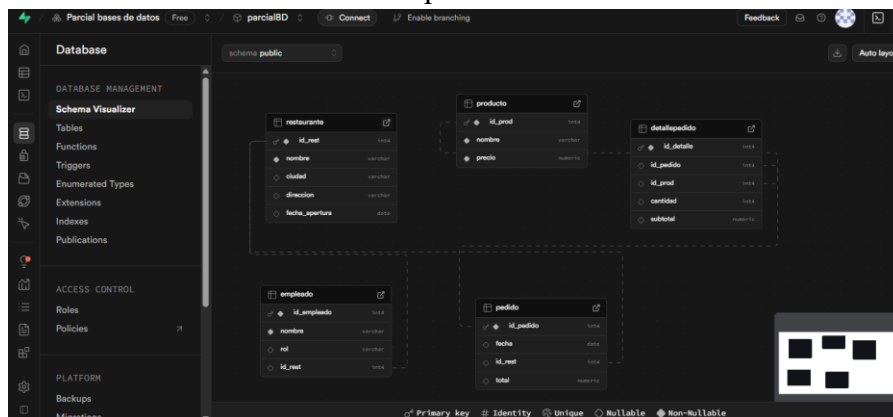 Parcial bases de datos Free / parcialBD Connect Enable branching Feedback
Database
schema public
Auto layo
DATABASE MANAGEMENT
Schema Visualizer
Tables
Functions
Triggers
Enumerated Types
Extensions
Indexes
Publications
ACCESS CONTROL
Roles
Policies
PLATFORM
Backups
Migrations
restaurante
id_rest int4
nombre varchar
ciudad varchar
direccion varchar
fecha_apertura date
producto
id_prod int4
nombre varchar
precio numeric
detallepedido
id_detalle int4
id_pedido int4
id_prod int4
cantidad int4
subtotal numeric
empleado
id_empleado int4
nombre varchar
rol varchar
id_rest int4
pedido
id_pedido int4
fecha date
id_rest int4
total numeric
Primary key # Identity Unique Nullable Non-Nullable